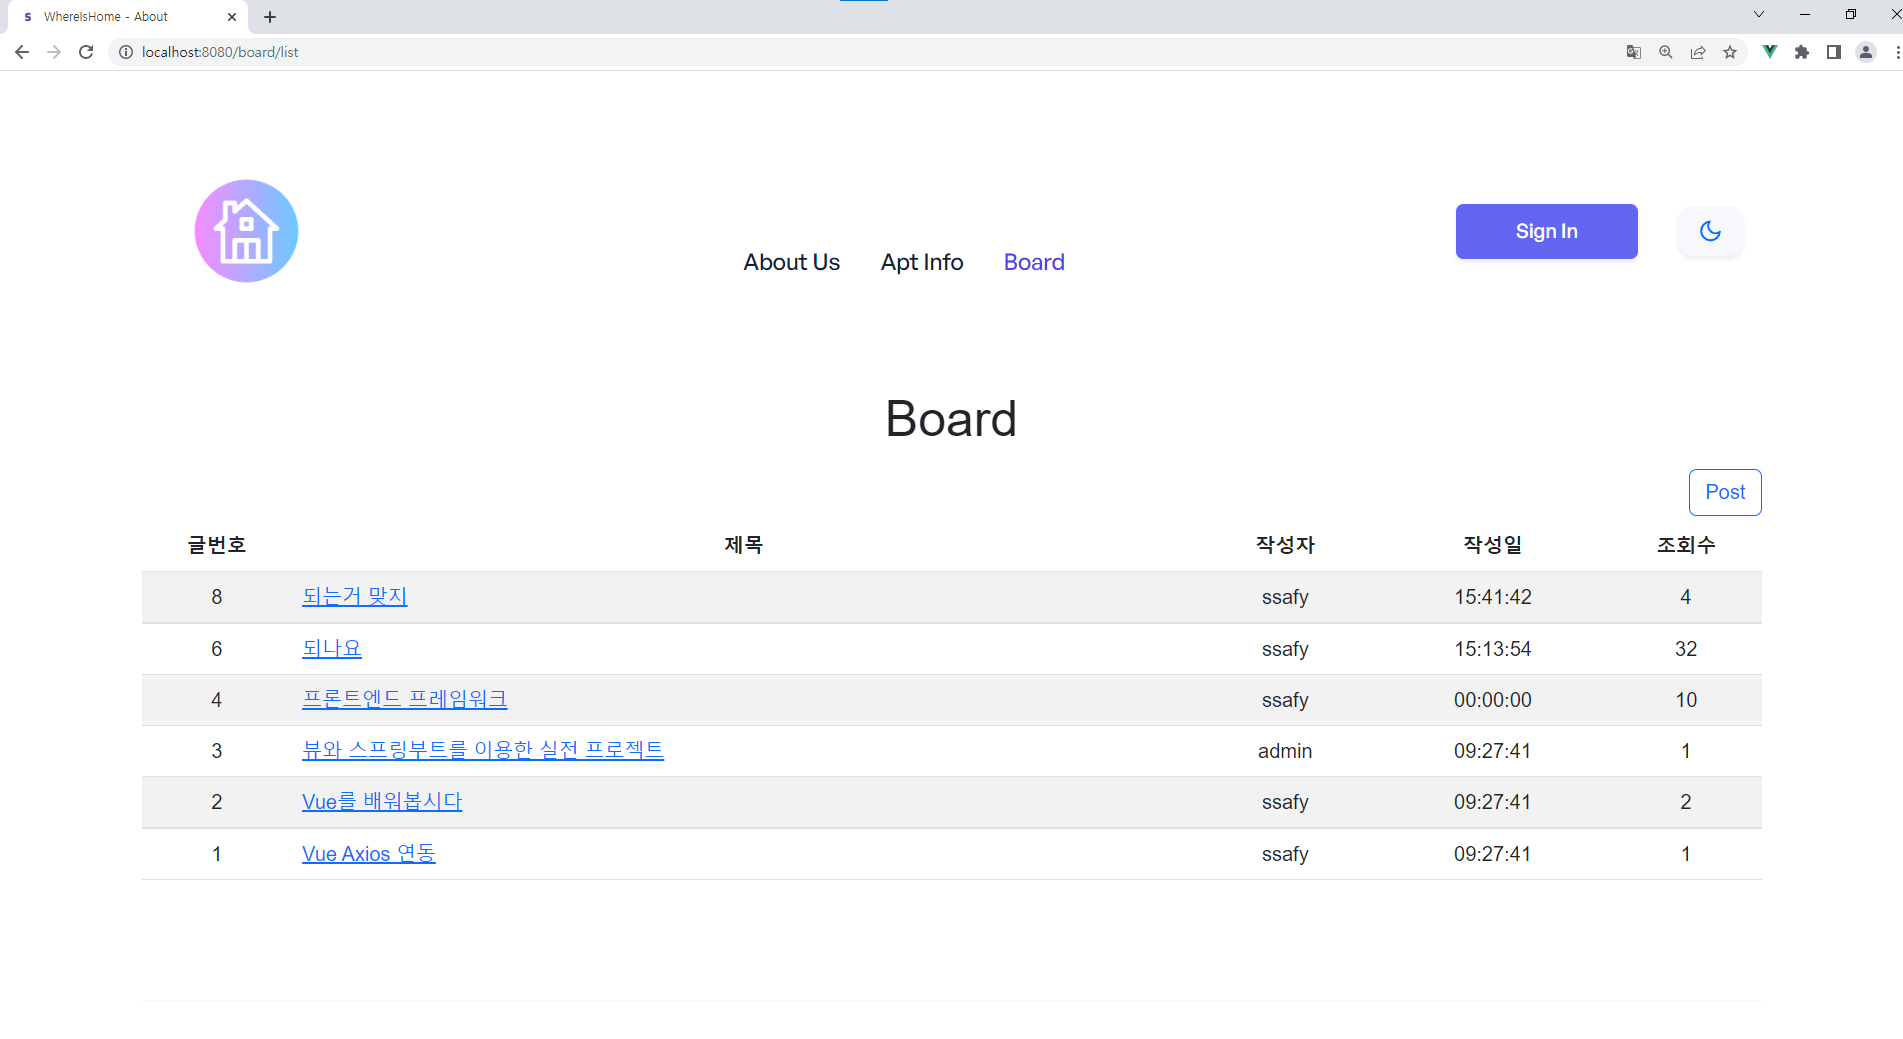 WhereIsHome - About
localhost:8080/board/list
Sign In
About Us Apt Info Board
Board
Post
글번호 제목 작성자 작성일 조회수
8 되는거 맞지 ssafy 15:41:42 4
6 되나요 ssafy 15:13:54 32
4 프론트엔드 프레임워크 ssafy 00:00:00 10
3 뷰와 스프링부트를 이용한 실전 프로젝트 admin 09:27:41 1
2 Vue를 배워봅시다 ssafy 09:27:41 2
1 Vue Axios 연동 ssafy 09:27:41 1